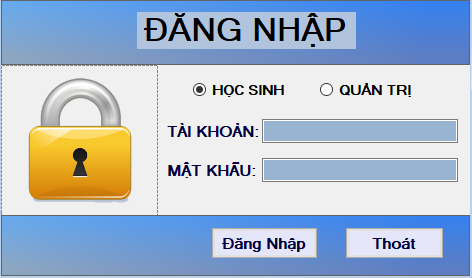 ĐĂNG NHẬP
HỌC SINH QUẢN TRỊ
TÀI KHOẢN:
MẬT KHẨU:
Đăng Nhập Thoát